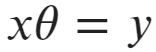 xθ = y